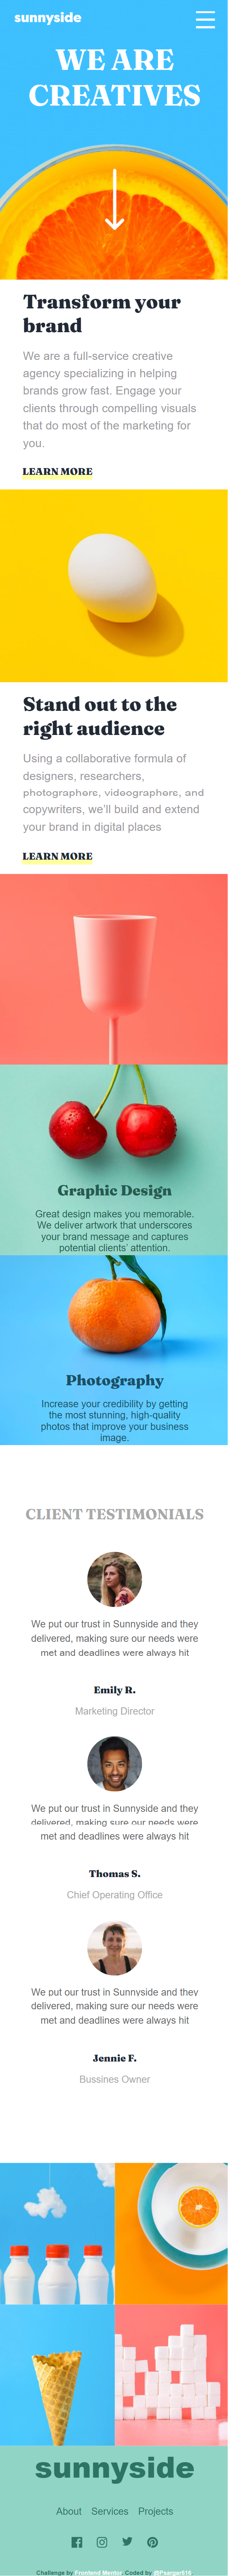 sunnyside
WE ARE
CREATIVES
Transform your
brand
We are a full-service creative
agency specializing in helping
brands grow fast. Engage your
clients through compelling visuals
that do most of the marketing for
you.
LEARN MORE
Stand out to the
right audience
Using a collaborative formula of
designers, researchers,
photographers, videographers, and
copywriters, we'll build and extend
your brand in digital places
LEARN MORE
Graphic Design
Great design makes you memorable.
We deliver artwork that underscores
your brand message and captures
potential clients' attention.
Photography
Increase your credibility by getting
the most stunning, high-quality
photos that improve your business
image.
CLIENT TESTIMONIALS
We put our trust in Sunnyside and they
delivered, making sure our needs were
met and deadlines were always hit
Emily R.
Marketing Director
We put our trust in Sunnyside and they
delivered, making sure our needs were
met and deadlines were always hit
Thomas S.
Chief Operating Office
We put our trust in Sunnyside and they
delivered, making sure our needs were
met and deadlines were always hit
Jennie F.
Bussines Owner
sunnyside
About Services Projects
Challenge by Frontend Mentor. Coded by